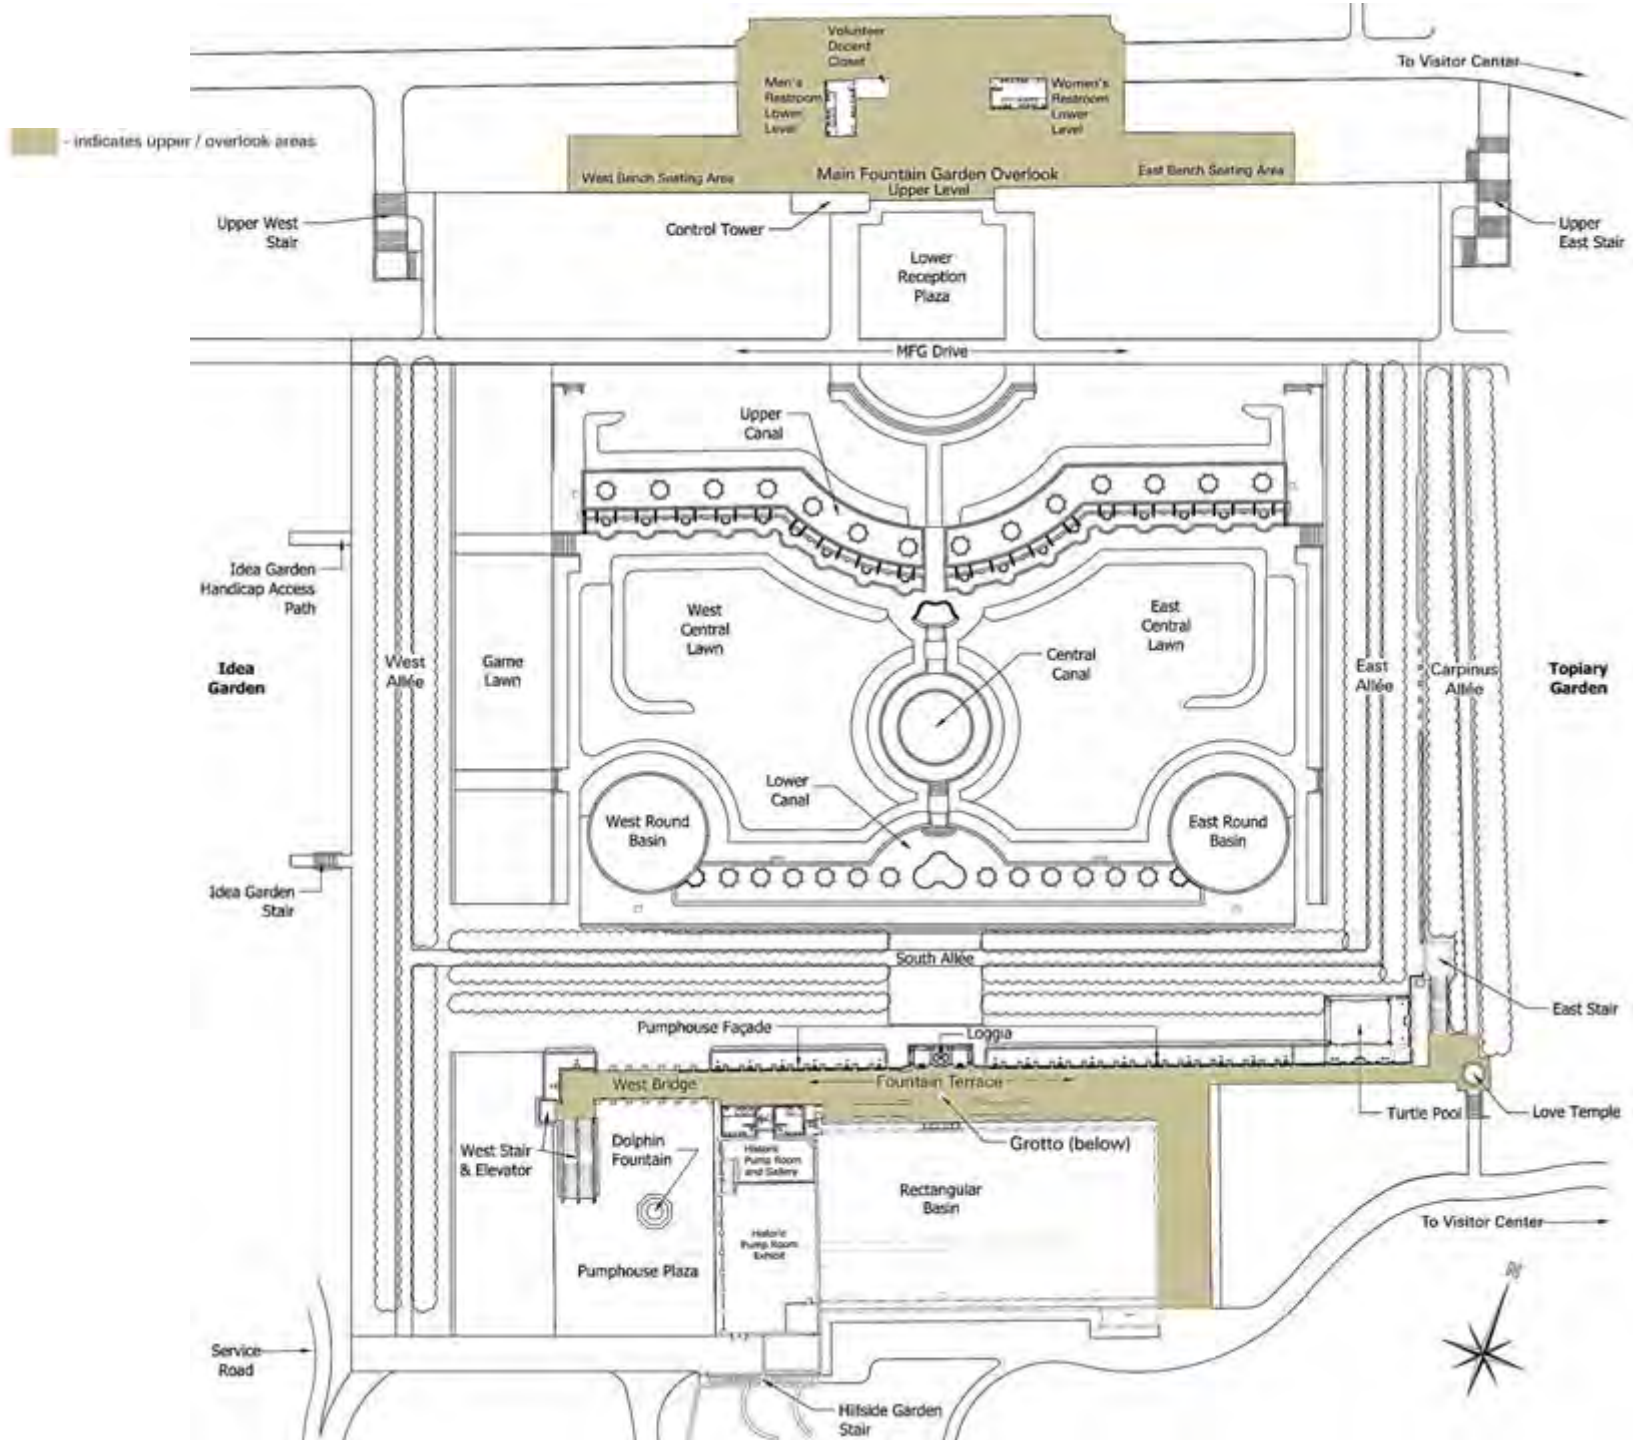 Volunteer
Docent
Closet
To Visitor Center
Men's
Restroom
Lower
Level
Women's
Restroom
Lower
Level
- indicates upper / overlook areas
West Bench Seating Area
Main Fountain Garden Overlook
Upper Level
East Bench Seating Area
Upper West
Stair
Control Tower
Upper
East Stair
Lower
Reception
Plaza
MFG Drive
Upper
Canal
Idea Garden
Handicap Access
Path
West
Central
Lawn
East
Central
Lawn
Idea
Garden
West
Allée
Game
Lawn
Central
Canal
East
Allée
Carpinus
Allée
Topiary
Garden
Lower
Canal
West Round
Basin
East Round
Basin
Idea Garden
Stair
South Allée
East Stair
Pumphouse Façade
Loggia
West Bridge
Fountain Terrace
Turtle Pool
Love Temple
West Stair
& Elevator
Dolphin
Fountain
Historic
Pump Room
and Gallery
Grotto (below)
Rectangular
Basin
To Visitor Center
Historic
Pump Room
Exhibit
Pumphouse Plaza
N
Service
Road
Hillside Garden
Stair